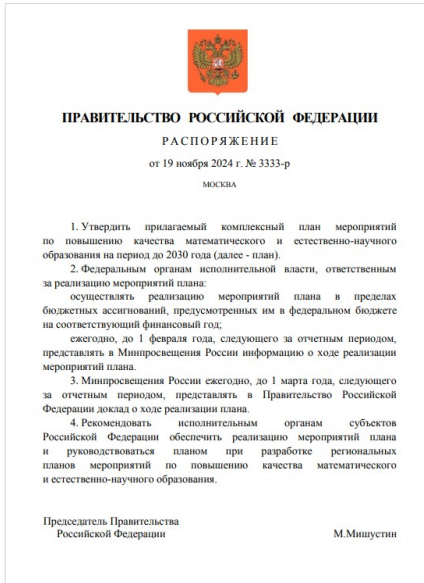 ПРАВИТЕЛЬСТВО РОССИЙСКОЙ ФЕДЕРАЦИИ
РАСПОРЯЖЕНИЕ
от 19 ноября 2024 г. № 3333-р
МОСКВА
1. Утвердить прилагаемый комплексный план мероприятий
по повышению качества математического и естественно-научного
образования на период до 2030 года (далее - план).
2. Федеральным органам исполнительной власти, ответственным
за реализацию мероприятий плана:
осуществлять реализацию мероприятий плана в пределах
бюджетных ассигнований, предусмотренных им в федеральном бюджете
на соответствующий финансовый год;
ежегодно, до 1 февраля года, следующего за отчетным периодом,
представлять в Минпросвещения России информацию о ходе реализации
мероприятий плана.
3. Минпросвещения России ежегодно, до 1 марта года, следующего
за отчетным периодом, представлять в Правительство Российской
Федерации доклад о ходе реализации плана.
4. Рекомендовать исполнительным органам субъектов
Российской Федерации обеспечить реализацию мероприятий плана
и руководствоваться планом при разработке региональных
планов мероприятий по повышению качества математического
и естественно-научного образования.
Председатель Правительства
Российской Федерации М.Мишустин